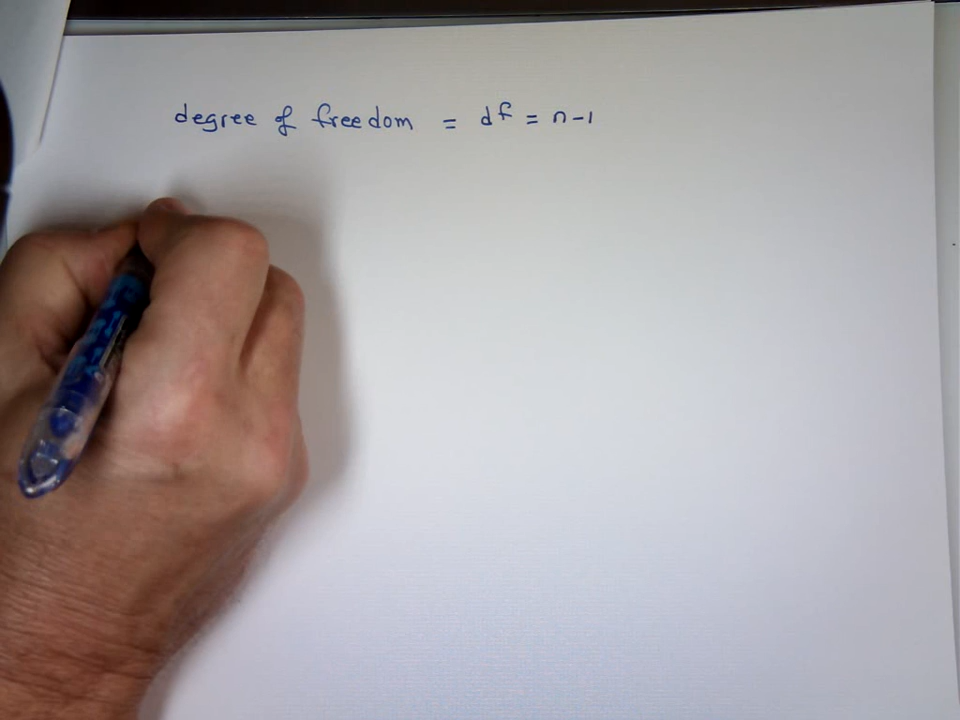 degree of freedom = df = n-1